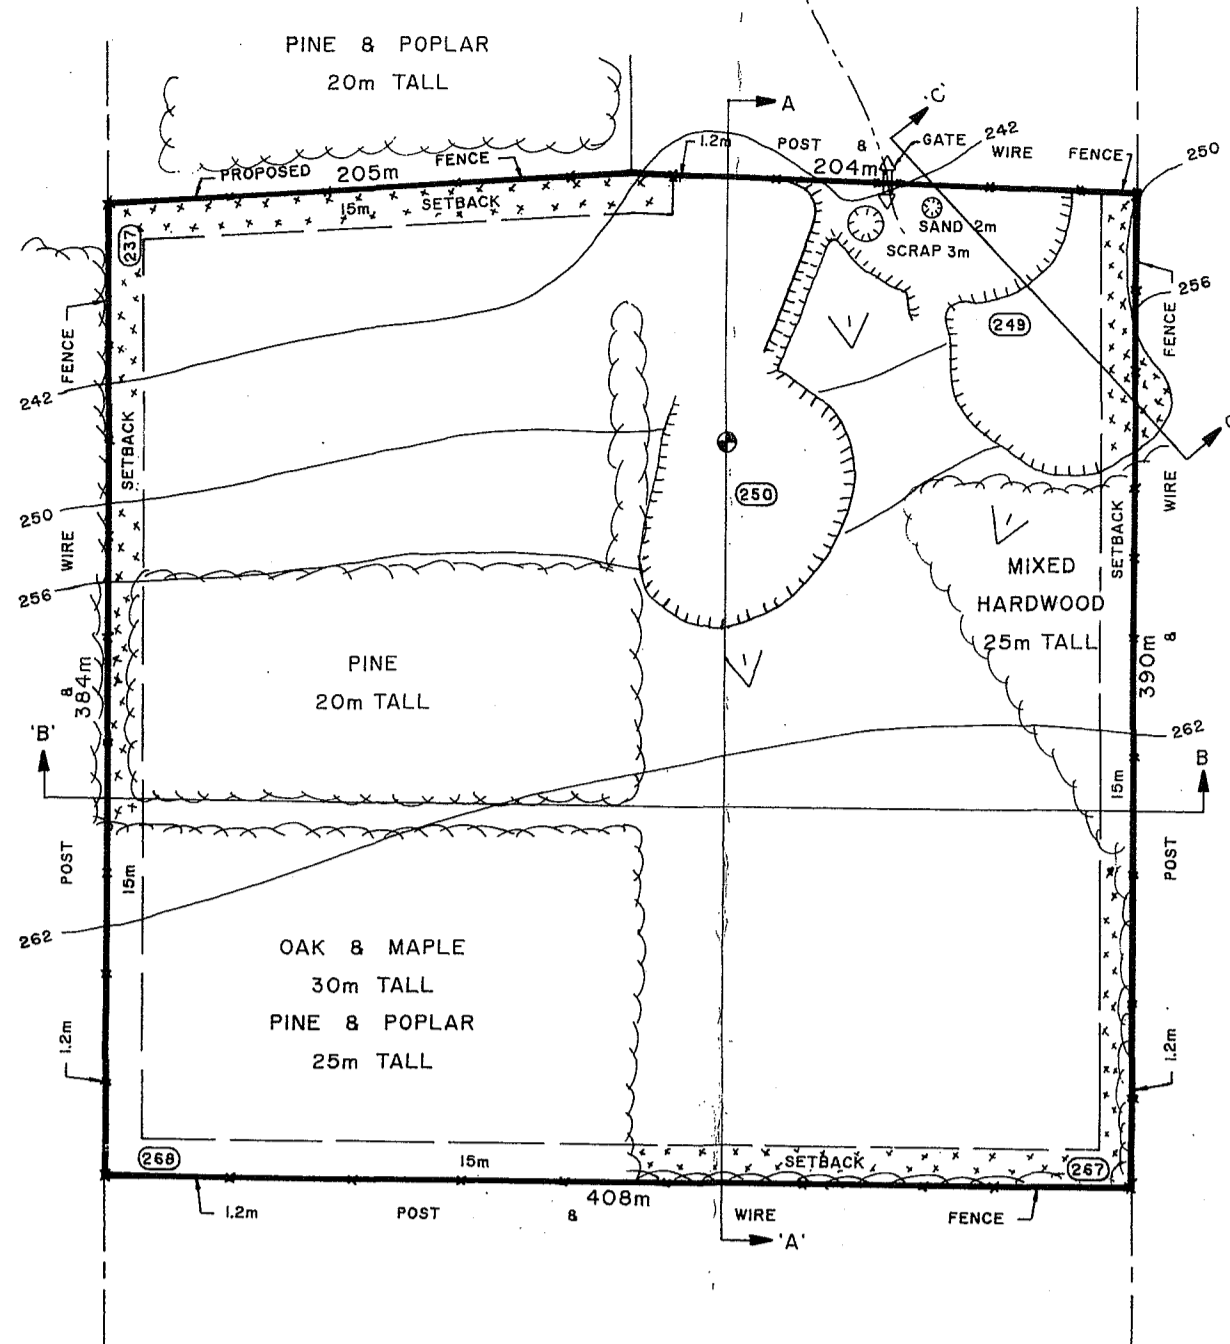 PINE & POPLAR
20m TALL
A
'C'
242
GATE
1.2m
POST & WIRE FENCE
204m
250
PROPOSED
FENCE
205m
15m
SETBACK
SAND 2m
SCRAP 3m
237
249
256
FENCE
FENCE
242
SETBACK
250
250
WIRE
WIRE
SETBACK
MIXED
HARDWOOD
25m TALL
256
PINE
20m TALL
&
384m
390m
&
262
'B'
B
15m
POST
POST
15m
262
OAK & MAPLE
30m TALL
PINE & POPLAR
25m TALL
1.2m
1.2m
268
15m
SETBACK
267
408m
1.2m
POST & WIRE FENCE
'A'